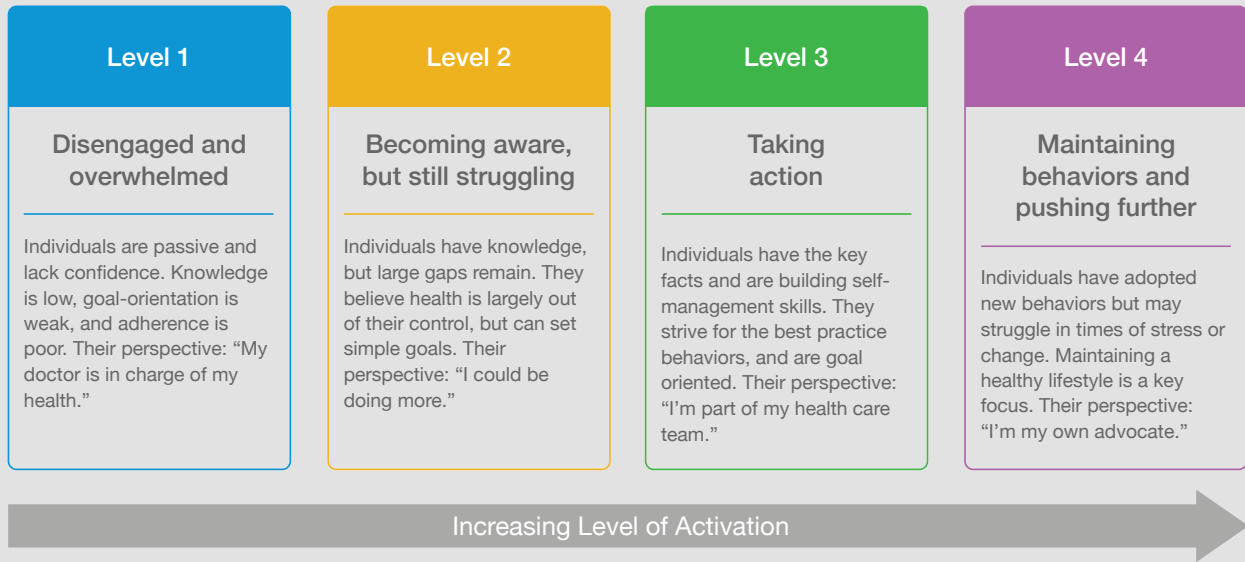 Level 1
Disengaged and
overwhelmed
Individuals are passive and
lack confidence. Knowledge
is low, goal-orientation is
weak, and adherence is
poor. Their perspective: “My
doctor is in charge of my
health.”
Level 2
Becoming aware,
but still struggling
Individuals have knowledge,
but large gaps remain. They
believe health is largely out
of their control, but can set
simple goals. Their
perspective: “I could be
doing more.”
Level 3
Taking
action
Individuals have the key
facts and are building self-
management skills. They
strive for the best practice
behaviors, and are goal
oriented. Their perspective:
“I’m part of my health care
team.”
Level 4
Maintaining
behaviors and
pushing further
Individuals have adopted
new behaviors but may
struggle in times of stress or
change. Maintaining a
healthy lifestyle is a key
focus. Their perspective:
“I’m my own advocate.”
Increasing Level of Activation